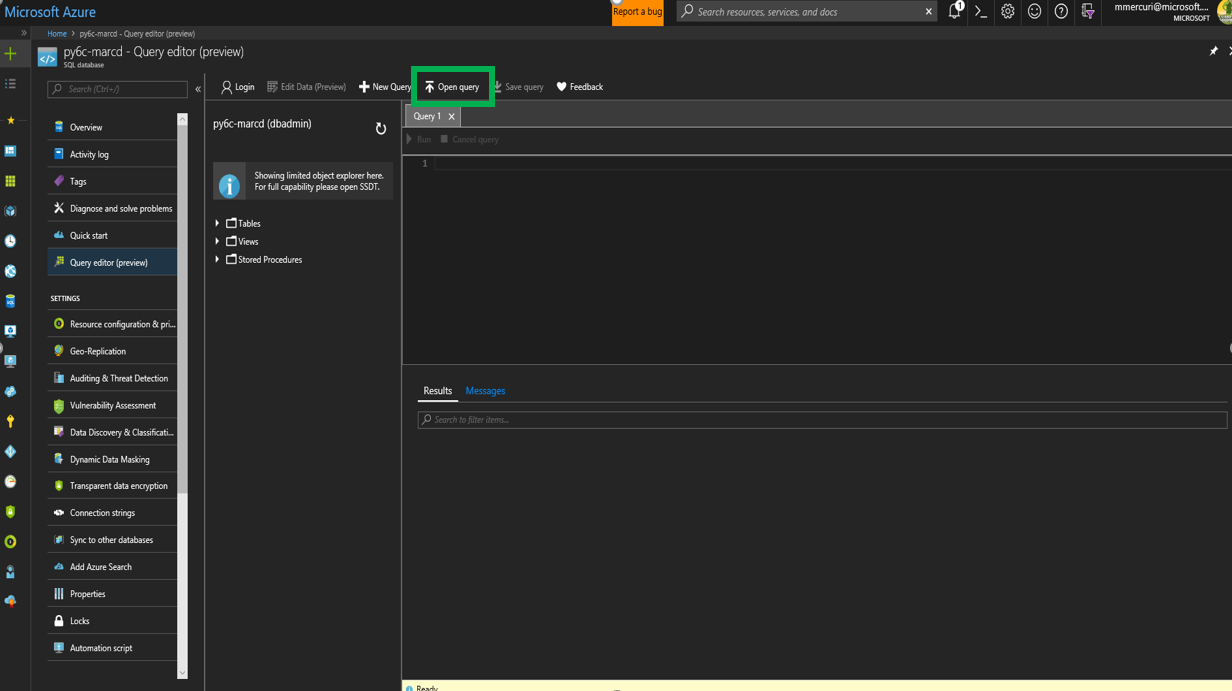 Microsoft Azure
Report a bug
Search resources, services, and docs
1
mmercuri@microsoft....
MICROSOFT
Home > py6c-marcd - Query editor (preview)
py6c-marcd - Query editor (preview)
SQL database
Search (Ctrl+/)
Login
Edit Data (Preview)
New Query
Open query
Save query
Feedback
Overview
Activity log
Tags
Diagnose and solve problems
Quick start
Query editor (preview)
SETTINGS
Resource configuration & pri...
Geo-Replication
Auditing & Threat Detection
Vulnerability Assessment
Data Discovery & Classificati...
Dynamic Data Masking
Transparent data encryption
Connection strings
Sync to other databases
Add Azure Search
Properties
Locks
Automation script
py6c-marcd (dbadmin)
Showing limited object explorer here.
For full capability please open SSDT.
Tables
Views
Stored Procedures
Query 1
Run
Cancel query
1
Results
Messages
Search to filter items...
Ready